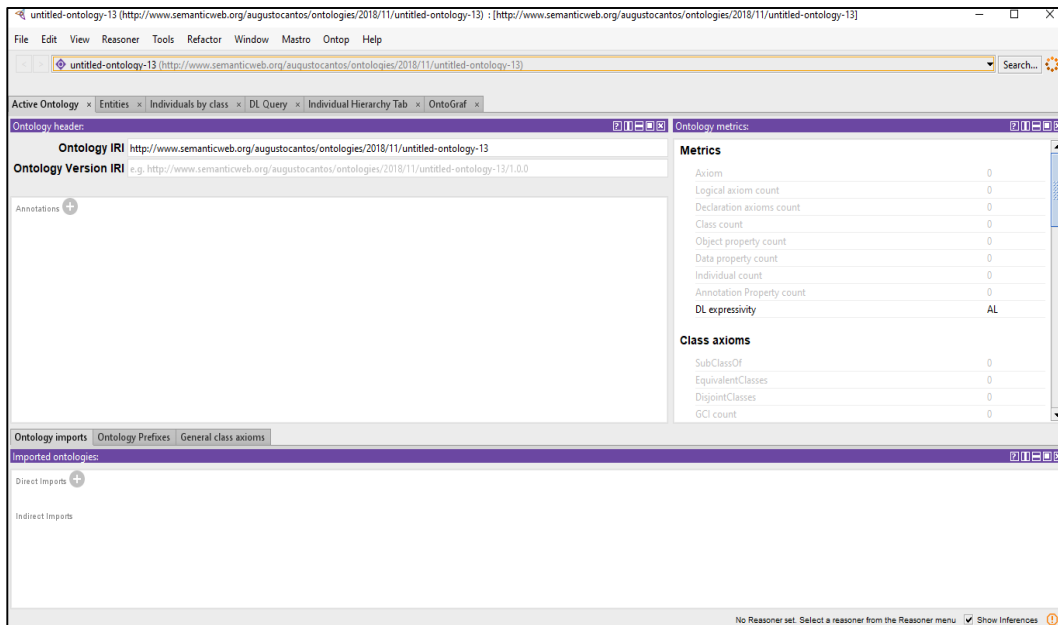 untitled-ontology-13 (http://www.semanticweb.org/augustocantos/ontologies/2018/11/untitled-ontology-13) : [http://www.semanticweb.org/augustocantos/ontologies/2018/11/untitled-ontology-13]
File Edit View Reasoner Tools Refactor Window Mastro Ontop Help
untitled-ontology-13 (http://www.semanticweb.org/augustocantos/ontologies/2018/11/untitled-ontology-13) Search...
Active Ontology × Entities × Individuals by class × DL Query × Individual Hierarchy Tab × OntoGraf ×
Ontology header:
Ontology IRI http://www.semanticweb.org/augustocantos/ontologies/2018/11/untitled-ontology-13
Ontology Version IRI e.g. http://www.semanticweb.org/augustocantos/ontologies/2018/11/untitled-ontology-13/1.0.0
Annotations
Ontology metrics:
Metrics
Axiom 0
Logical axiom count 0
Declaration axioms count 0
Class count 0
Object property count 0
Data property count 0
Individual count 0
Annotation Property count 0
DL expressivity AL
Class axioms
SubClassOf 0
EquivalentClasses 0
DisjointClasses 0
GCI count 0
Ontology imports Ontology Prefixes General class axioms
Imported ontologies:
Direct Imports
Indirect Imports
No Reasoner set. Select a reasoner from the Reasoner menu Show Inferences